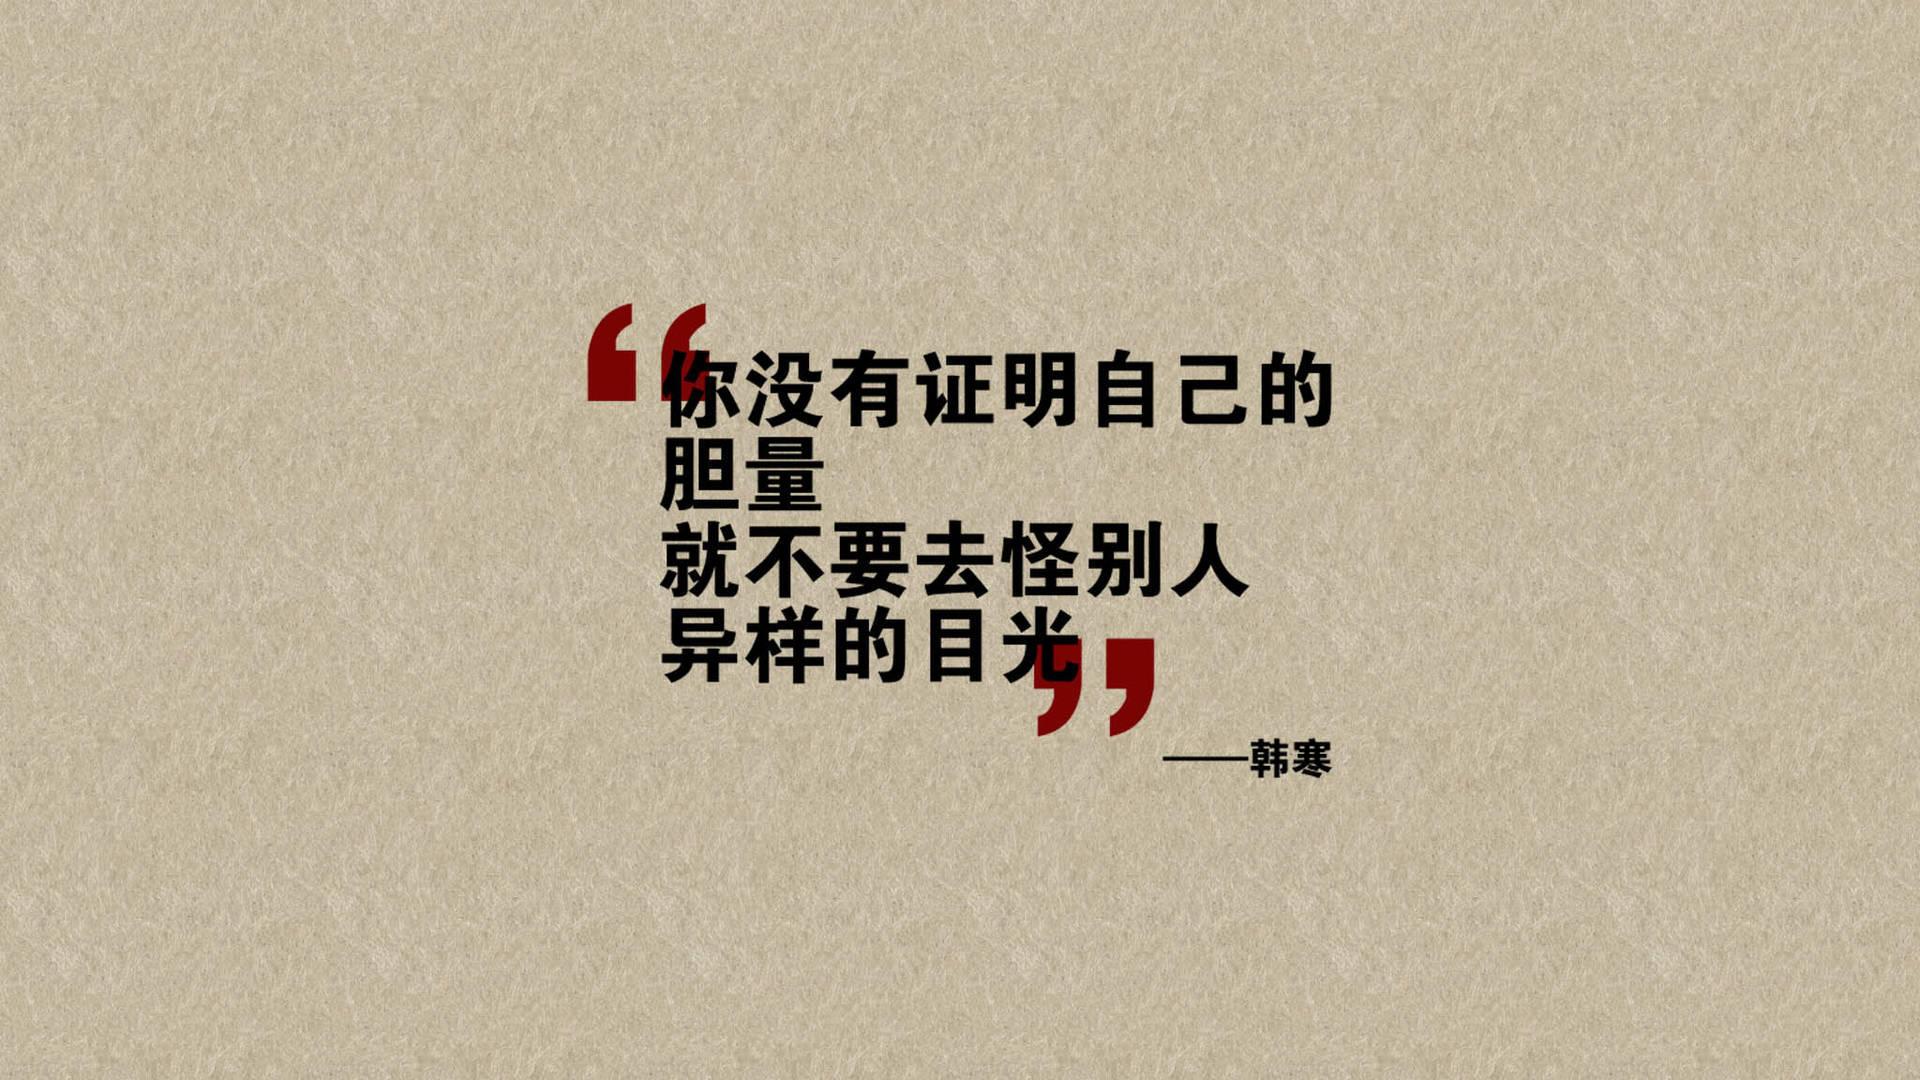 “你没有证明自己的
胆量
就不要去怪别人
异样的目光”
——韩寒